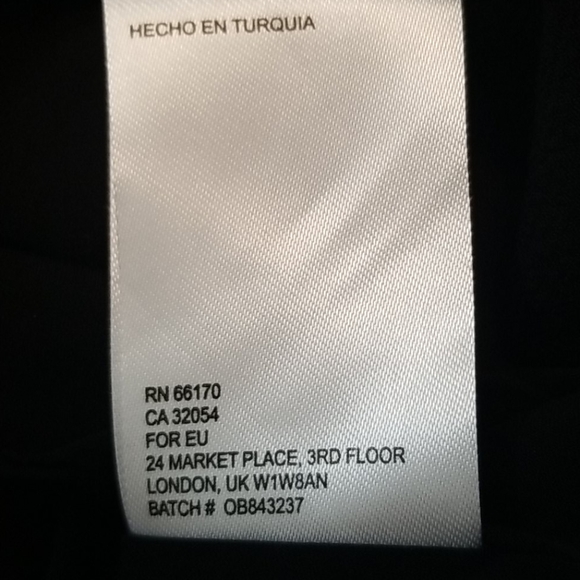 HECHO EN TURQUIA
RN 66170
CA 32054
FOR EU
24 MARKET PLACE, 3RD FLOOR
LONDON, UK W1W8AN
BATCH # OB843237